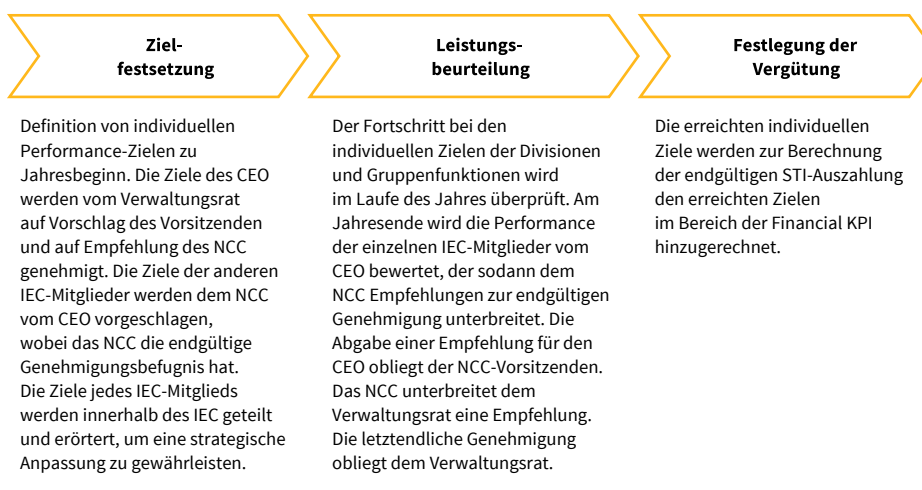 Ziel-
festsetzung
Definition von individuellen
Performance-Zielen zu
Jahresbeginn. Die Ziele des CEO
werden vom Verwaltungsrat
auf Vorschlag des Vorsitzenden
und auf Empfehlung des NCC
genehmigt. Die Ziele der anderen
IEC-Mitglieder werden dem NCC
vom CEO vorgeschlagen,
wobei das NCC die endgültige
Genehmigungsbefugnis hat.
Die Ziele jedes IEC-Mitglieds
werden innerhalb des IEC geteilt
und erörtert, um eine strategische
Anpassung zu gewährleisten.
Leistungs-
beurteilung
Der Fortschritt bei den
individuellen Zielen der Divisionen
und Gruppenfunktionen wird
im Laufe des Jahres überprüft. Am
Jahresende wird die Performance
der einzelnen IEC-Mitglieder vom
CEO bewertet, der sodann dem
NCC Empfehlungen zur endgültigen
Genehmigung unterbreitet. Die
Abgabe einer Empfehlung für den
CEO obliegt der NCC-Vorsitzenden.
Das NCC unterbreitet dem
Verwaltungsrat eine Empfehlung.
Die letztendliche Genehmigung
obliegt dem Verwaltungsrat.
Festlegung der
Vergütung
Die erreichten individuellen
Ziele werden zur Berechnung
der endgültigen STI-Auszahlung
den erreichten Zielen
im Bereich der Financial KPI
hinzugerechnet.